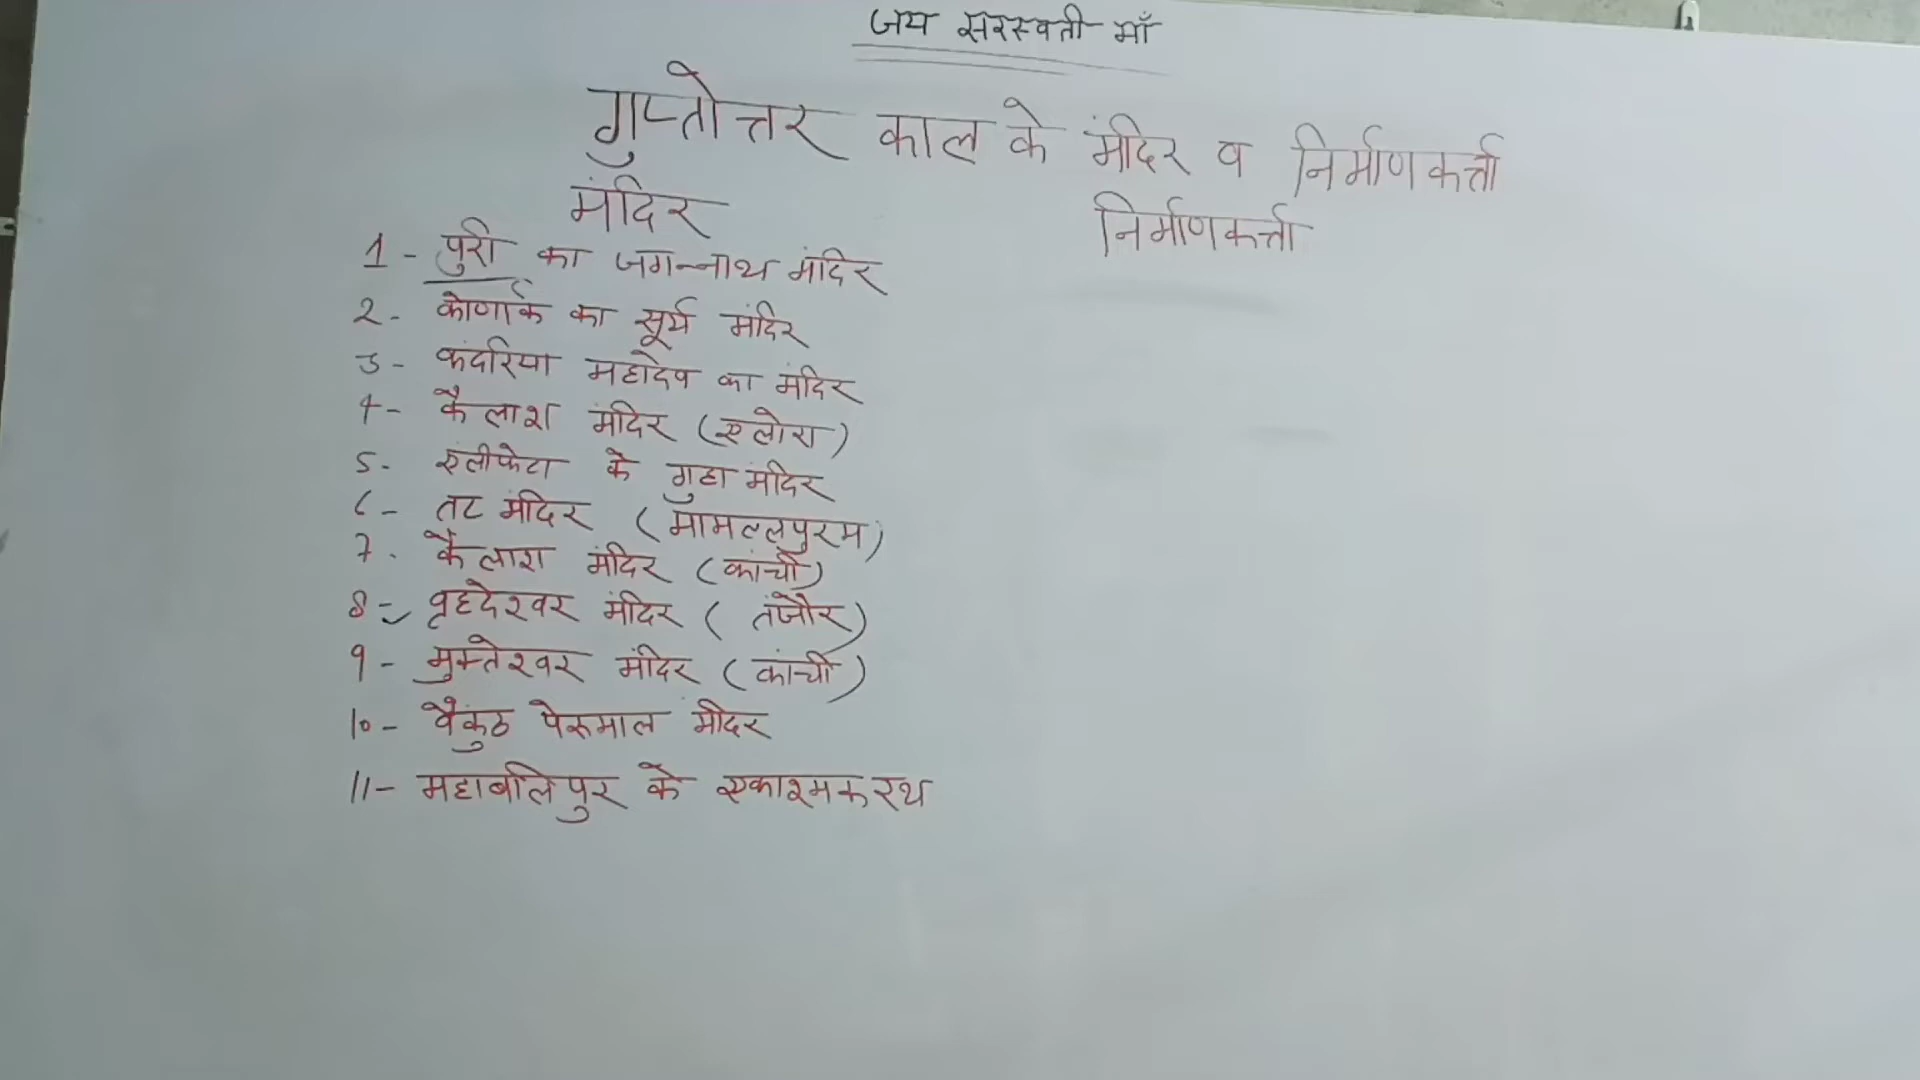 जय सरस्वती माँ
गुप्तोत्तर काल के मंदिर व निर्माणकर्त्ता
मंदिर निर्माणकर्त्ता
1 - पुरी का जगन्नाथ मंदिर
2 - कोणार्क का सूर्य मंदिर
3 - कंदरिया महादेव का मंदिर
4 - कैलाश मंदिर (एलोरा)
5 - एलीफेटा के गुहा मंदिर
6 - तट मंदिर (मामल्लपुरम)
7 - कैलाश मंदिर (कांची)
8 - वृहदेश्वर मंदिर (तंजौर)
9 - मुक्तेश्वर मंदिर (कांची)
10 - वैकुंठ पेरूमाल मंदिर
11 - महाबलिपुर के एकाश्मक रथ